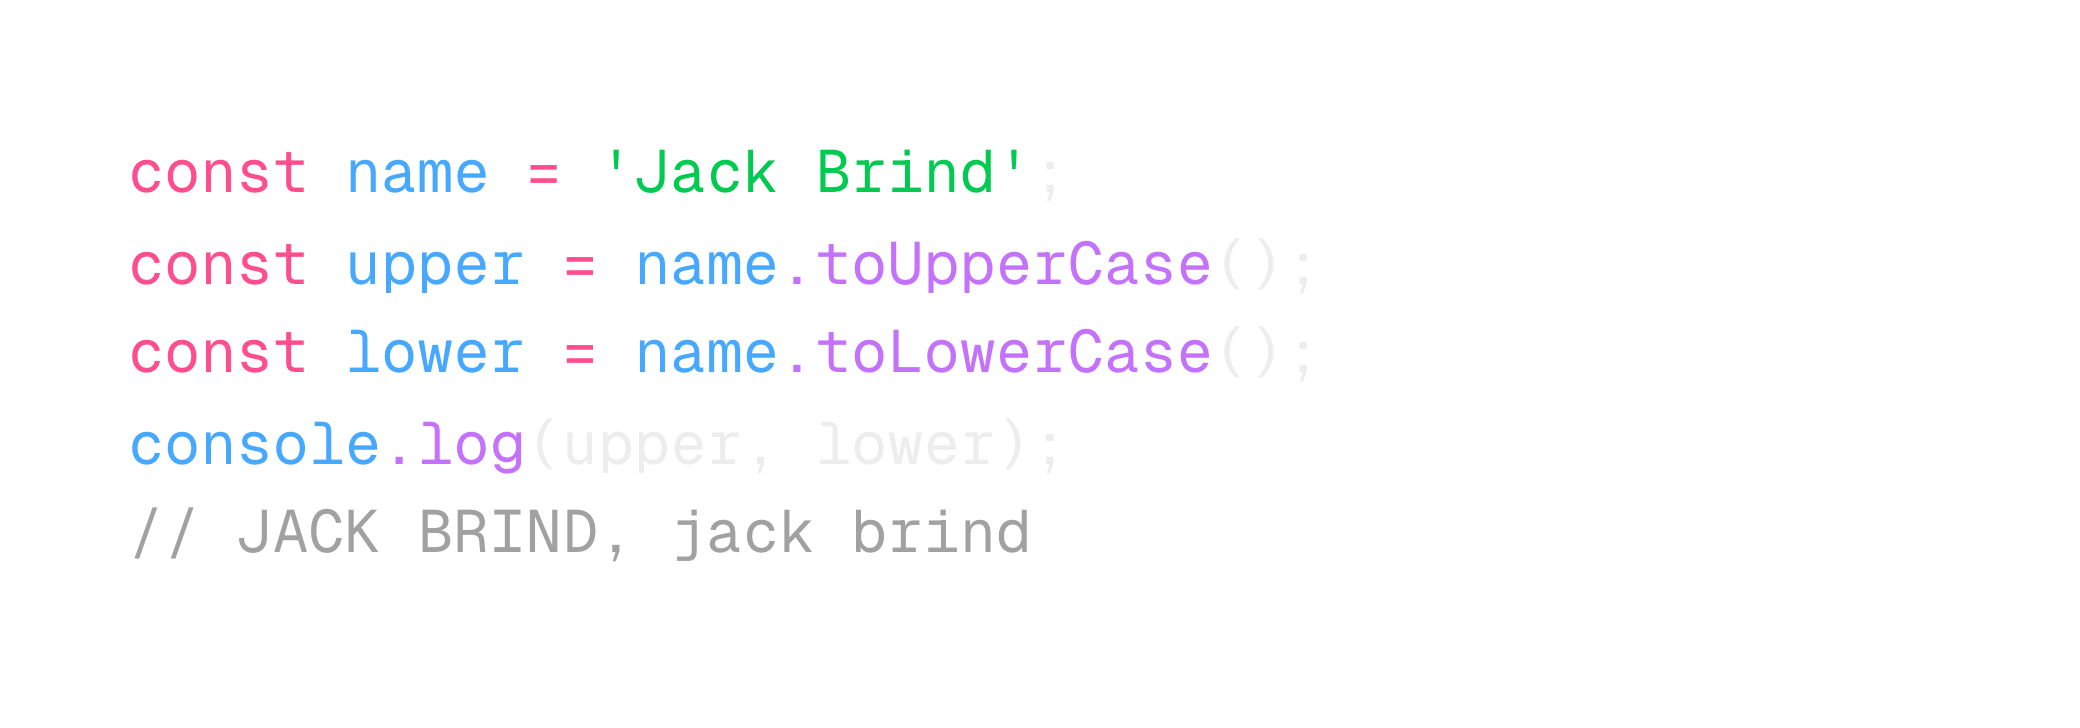 const name = 'Jack Brind';
const upper = name.toUpperCase();
const lower = name.toLowerCase();
console.log(upper, lower);
// JACK BRIND, jack brind